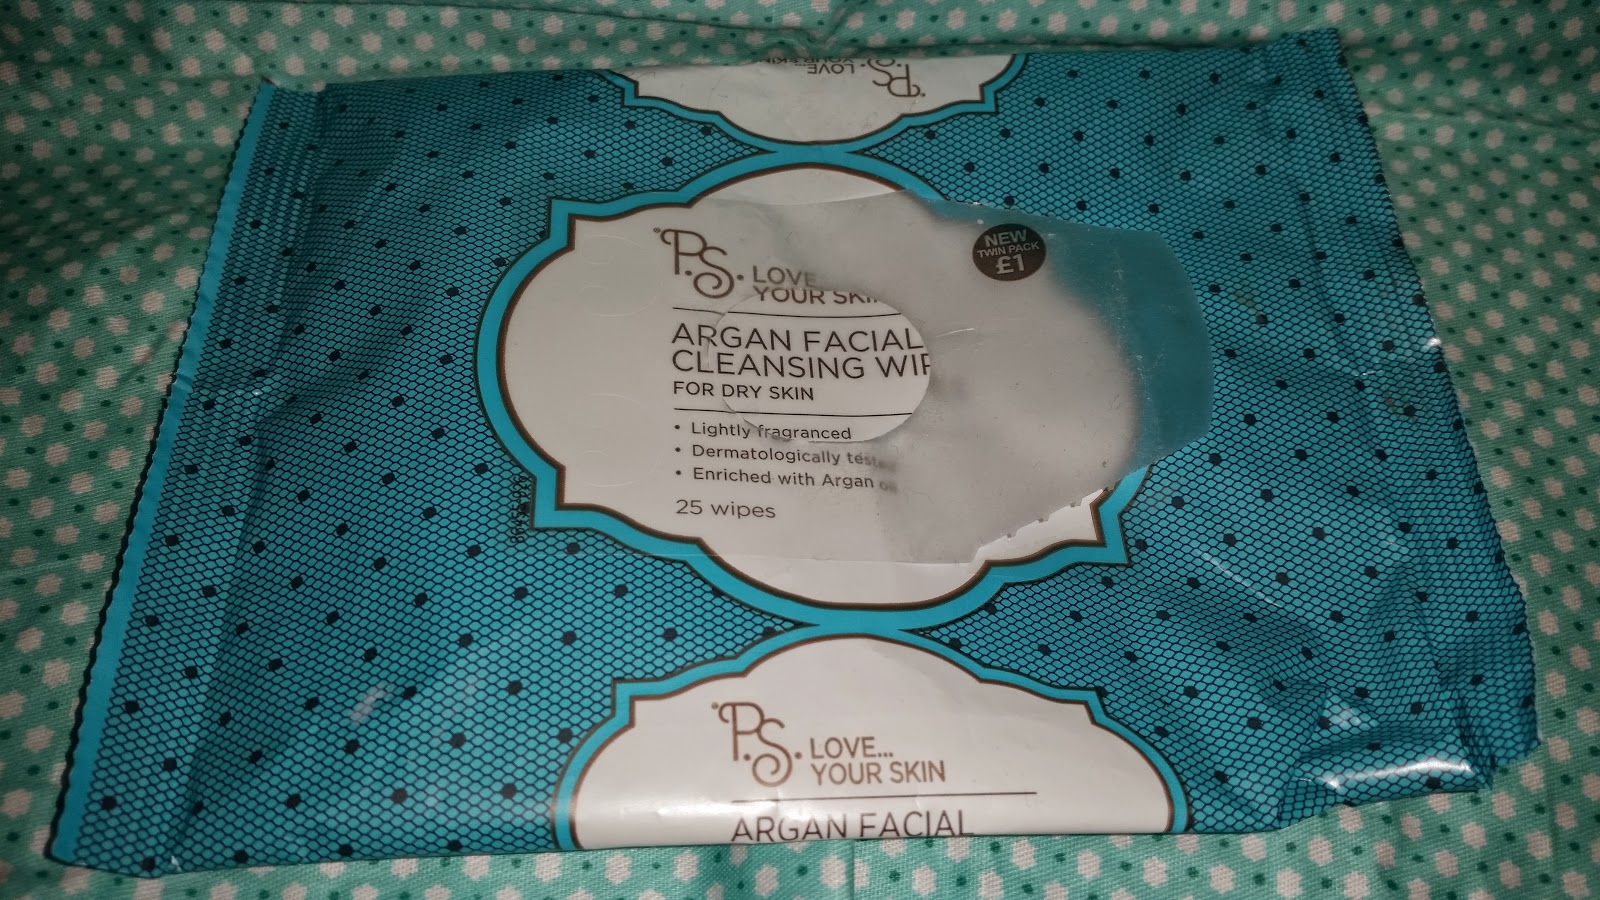 P.S.
LOVE...
YOUR SKIN
P.S.
LOVE
YOUR SKIN
NEW
TWIN PACK
£1
ARGAN FACIAL
CLEANSING WIP
FOR DRY SKIN
• Lightly fragranced
• Dermatologically teste
• Enriched with Argan
25 wipes
P.S.
LOVE...
YOUR SKIN
ARGAN FACIAL